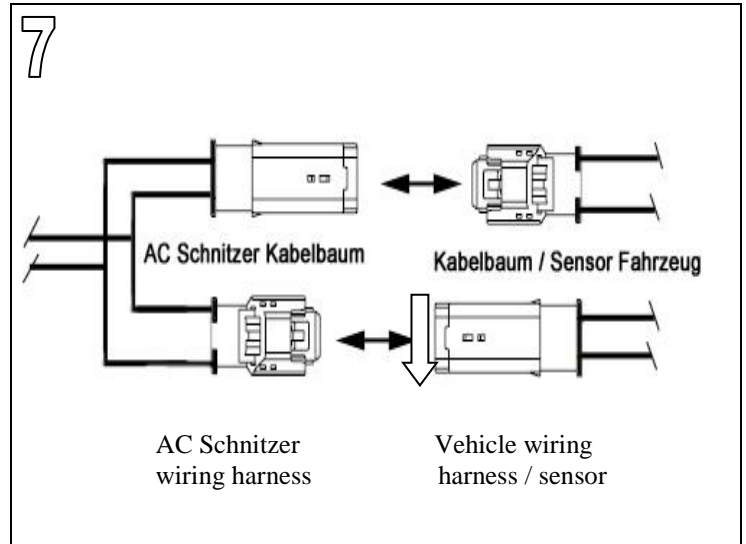 7
AC Schnitzer Kabelbaum
Kabelbaum / Sensor Fahrzeug
AC Schnitzer
wiring harness
Vehicle wiring
harness / sensor